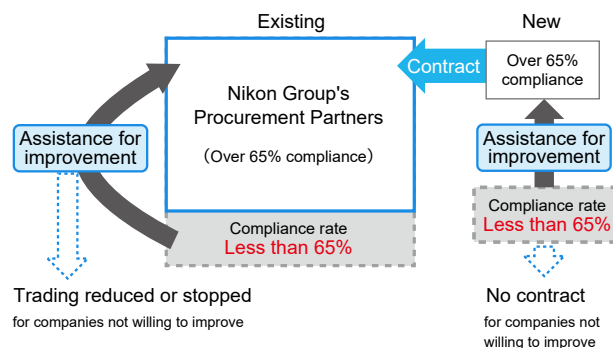 Existing
New
Contract
Over 65%
compliance
Nikon Group's
Procurement Partners
（Over 65% compliance）
Assistance for
improvement
Assistance for
improvement
Compliance rate
Less than 65%
Compliance rate
Less than 65%
Trading reduced or stopped
for companies not willing to improve
No contract
for companies not
willing to improve